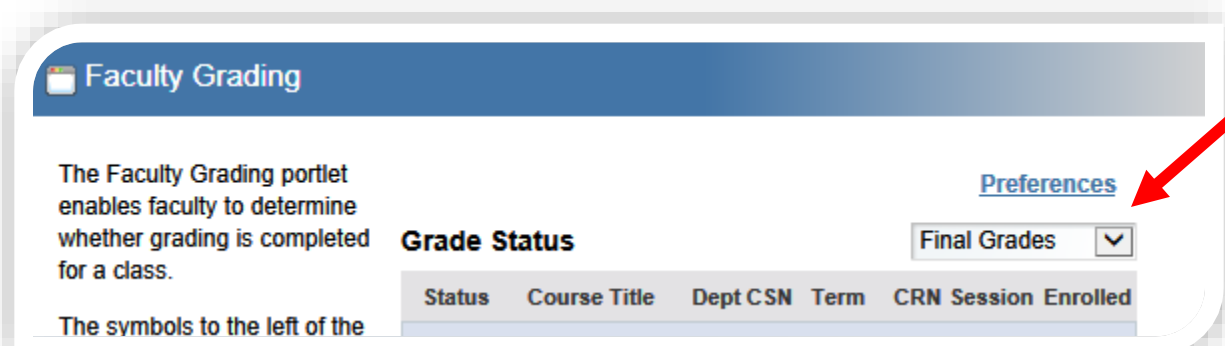 Faculty Grading
The Faculty Grading portlet
enables faculty to determine
whether grading is completed
for a class.
The symbols to the left of the
Preferences
Grade Status
Final Grades
Status Course Title Dept CSN Term CRN Session Enrolled